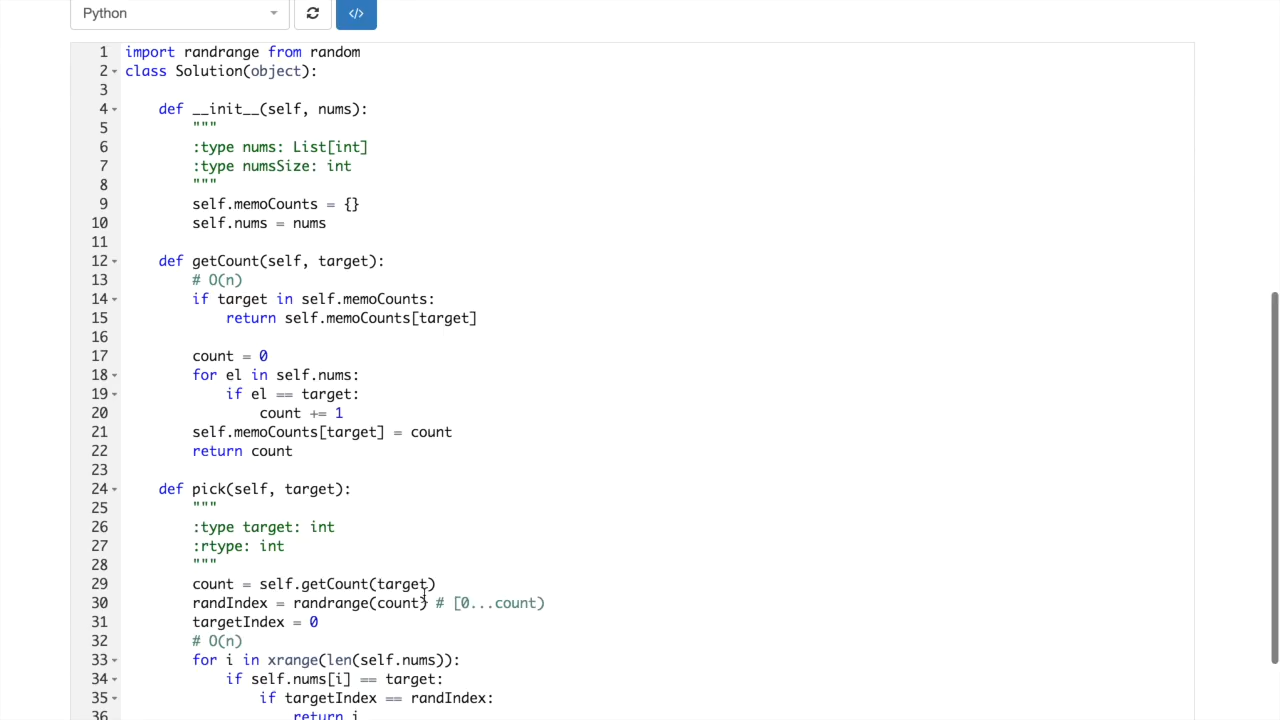 Python
</>
1 import randrange from random
2 class Solution(object):
3
4 def __init__(self, nums):
5 """
6 :type nums: List[int]
7 :type numsSize: int
8 """
9 self.memoCounts = {}
10 self.nums = nums
11
12 def getCount(self, target):
13 # O(n)
14 if target in self.memoCounts:
15 return self.memoCounts[target]
16
17 count = 0
18 for el in self.nums:
19 if el == target:
20 count += 1
21 self.memoCounts[target] = count
22 return count
23
24 def pick(self, target):
25 """
26 :type target: int
27 :rtype: int
28 """
29 count = self.getCount(target)
30 randIndex = randrange(count) # [0...count)
31 targetIndex = 0
32 # O(n)
33 for i in xrange(len(self.nums)):
34 if self.nums[i] == target:
35 if targetIndex == randIndex:
36 return i